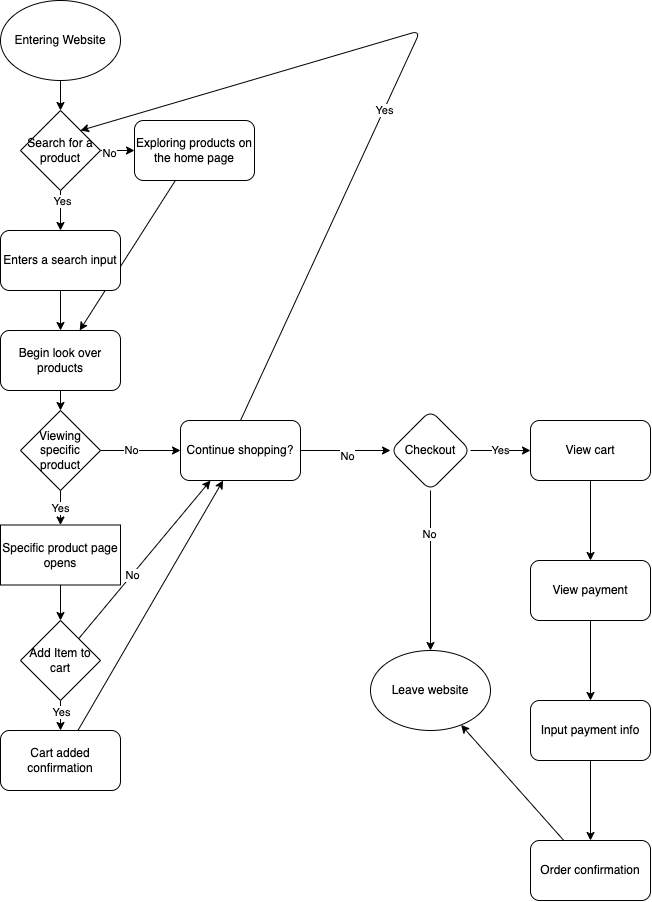 Entering Website
Yes
Search for a
product
No
Exploring products on
the home page
Yes
Enters a search input
Begin look over
products
Viewing
specific
product
No
Continue shopping?
No
Checkout
Yes
View cart
Yes
Specific product page
opens
No
No
View payment
Add Item to
cart
Leave website
Yes
Input payment info
Cart added
confirmation
Order confirmation